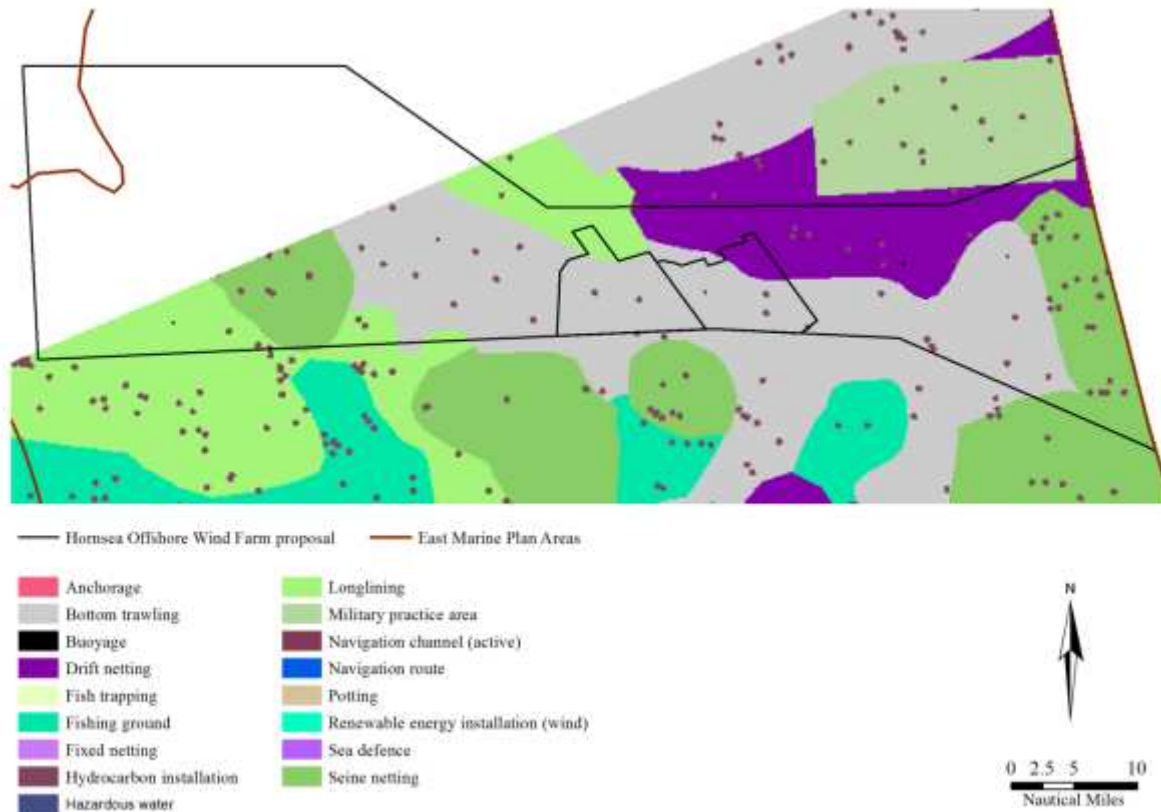 Hornsea Offshore Wind Farm proposal
East Marine Plan Areas
Anchorage
Bottom trawling
Buoyage
Drift netting
Fish trapping
Fishing ground
Fixed netting
Hydrocarbon installation
Hazardous water
Longlining
Military practice area
Navigation channel (active)
Navigation route
Potting
Renewable energy installation (wind)
Sea defence
Seine netting
N
0 2.5 5 10
Nautical Miles